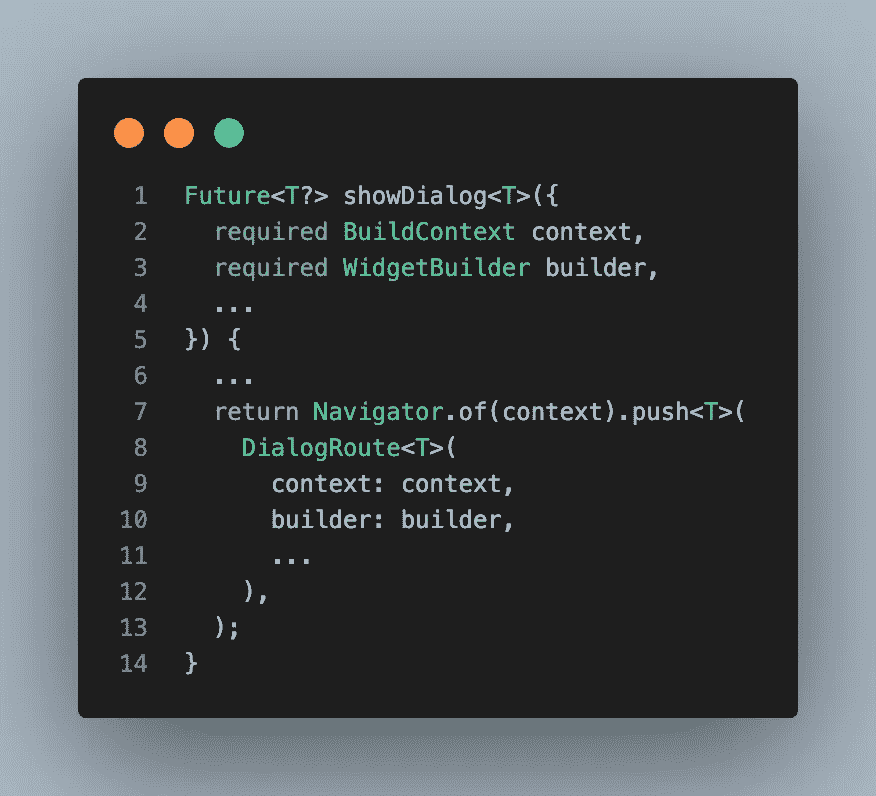 1 Future<T?> showDialog<T>({
2   required BuildContext context,
3   required WidgetBuilder builder,
4   ...
5 }) {
6   ...
7   return Navigator.of(context).push<T>(
8     DialogRoute<T>(
9       context: context,
10       builder: builder,
11       ...
12     ),
13   );
14 }